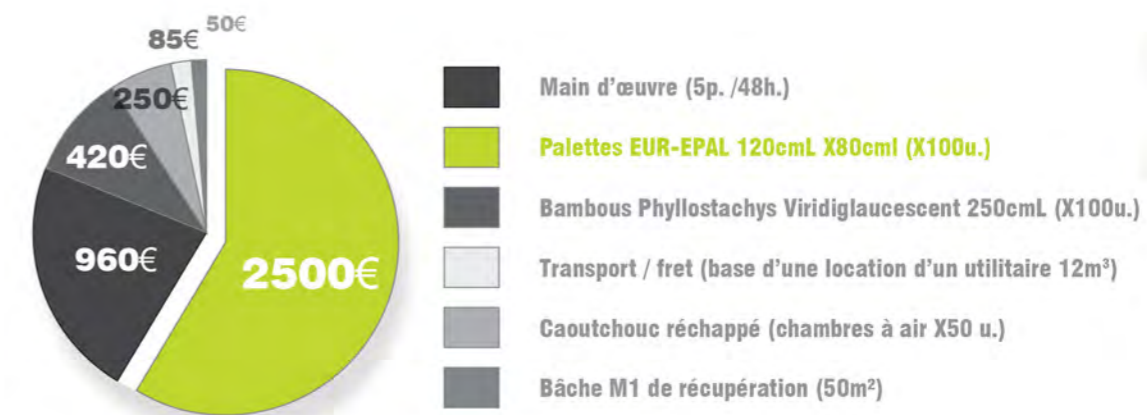 50€
85€
250€
420€
960€
2500€
Main d'œuvre (5p. /48h.)
Palettes EUR-EPAL 120cmL X80cml (X100u.)
Bambous Phyllostachys Viridiglaucescent 250cmL (X100u.)
Transport / fret (base d'une location d'un utilitaire 12m³)
Caoutchouc réchappé (chambres à air X50 u.)
Bâche M1 de récupération (50m²)